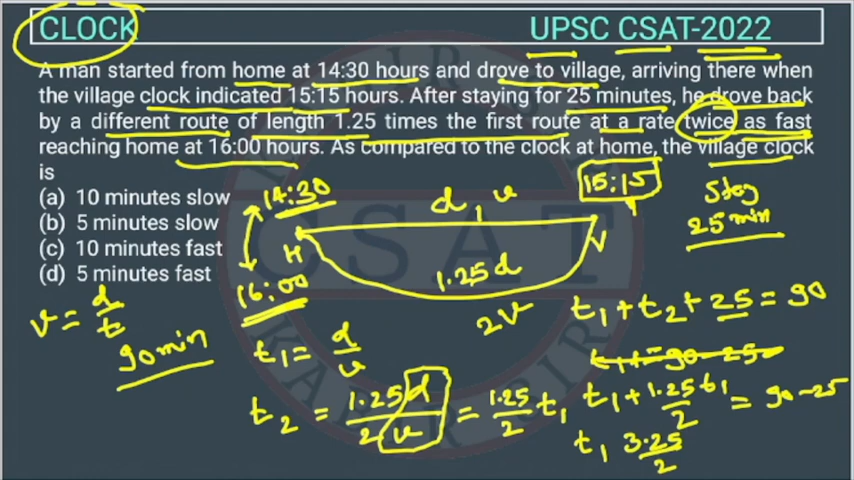 CLOCK UPSC CSAT-2022
A man started from home at 14:30 hours and drove to village, arriving there when
the village clock indicated 15:15 hours. After staying for 25 minutes, he drove back
by a different route of length 1.25 times the first route at a rate twice as fast
reaching home at 16:00 hours. As compared to the clock at home, the village clock
is
(a) 10 minutes slow
(b) 5 minutes slow
(c) 10 minutes fast
(d) 5 minutes fast
14:30
d, v
15:15
Stay
25 min
H
V
1.25d
2v
16:00
90 min
v = d/t
t1 = d/v
t2 = 1.25d/2v = 1.25/2 t1
t1 + t2 + 25 = 90
t1 + = 90 - 25
t1 + 1.25t1/2 = 90-25
t1 3.25/2
CSAT
KABIR SIR